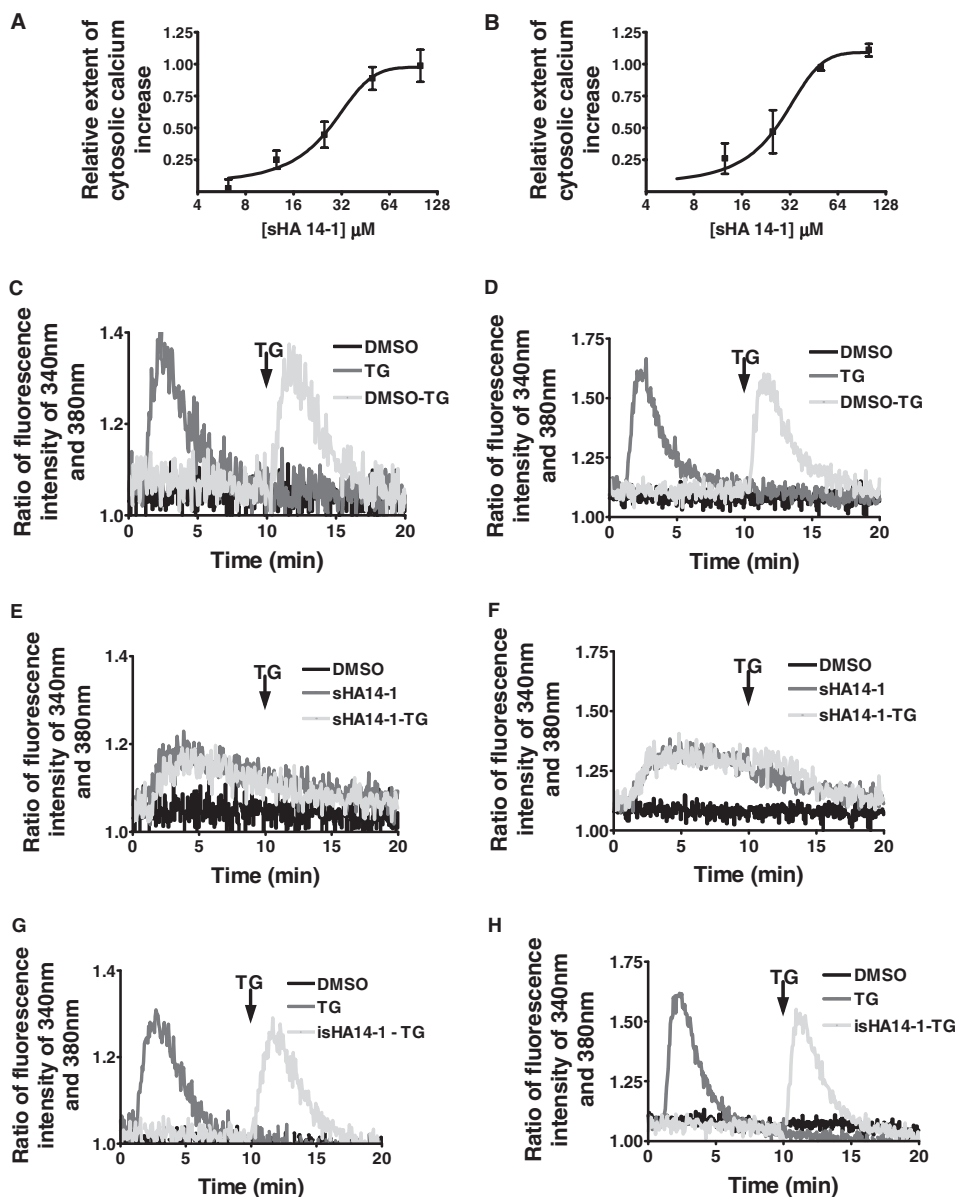 A
Relative extent of
cytosolic calcium
increase
1.25
1.00
0.75
0.50
0.25
4 8 16 32 64 128
[sHA 14-1] µM
B
Relative extent of
cytosolic calcium
increase
1.25
1.00
0.75
0.50
0.25
4 8 16 32 64 128
[sHA 14-1] µM
C
Ratio of fluorescence
intensity of 340nm
and 380nm
1.4
1.2
1.0
TG
DMSO
TG
DMSO-TG
0 5 10 15 20
Time (min)
D
Ratio of fluorescence
intensity of 340nm
and 380nm
1.75
1.50
1.25
1.00
TG
DMSO
TG
DMSO-TG
0 5 10 15 20
Time (min)
E
Ratio of fluorescence
intensity of 340nm
and 380nm
1.4
1.2
1.0
TG
DMSO
sHA14-1
sHA14-1-TG
0 5 10 15 20
Time (min)
F
Ratio of fluorescence
intensity of 340nm
and 380nm
1.75
1.50
1.25
1.00
TG
DMSO
sHA14-1
sHA14-1-TG
0 5 10 15 20
Time (min)
G
Ratio of fluorescence
intensity of 340nm
and 380nm
1.4
1.2
1.0
TG
DMSO
TG
isHA14-1 - TG
0 5 10 15 20
Time (min)
H
Ratio of fluorescence
intensity of 340nm
and 380nm
1.75
1.50
1.25
1.00
TG
DMSO
TG
isHA14-1-TG
0 5 10 15 20
Time (min)